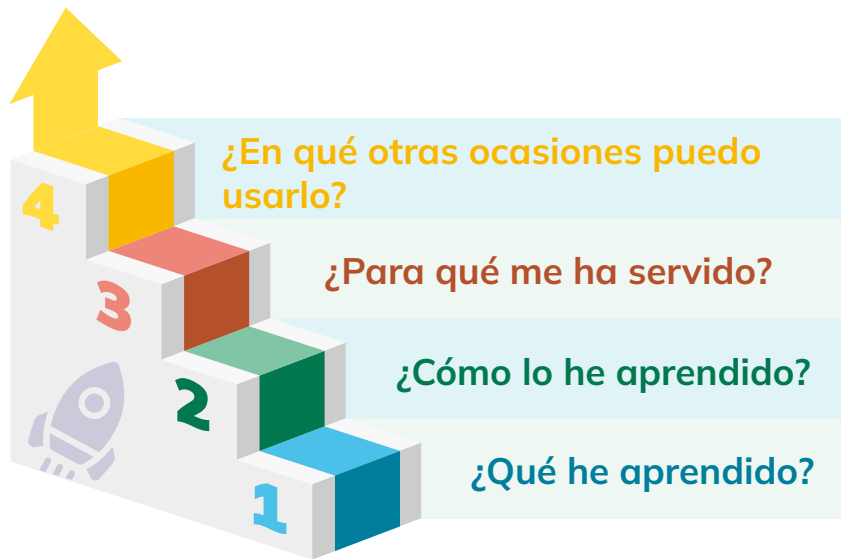 ¿En qué otras ocasiones puedo
usarlo?
4
¿Para qué me ha servido?
3
¿Cómo lo he aprendido?
2
¿Qué he aprendido?
1